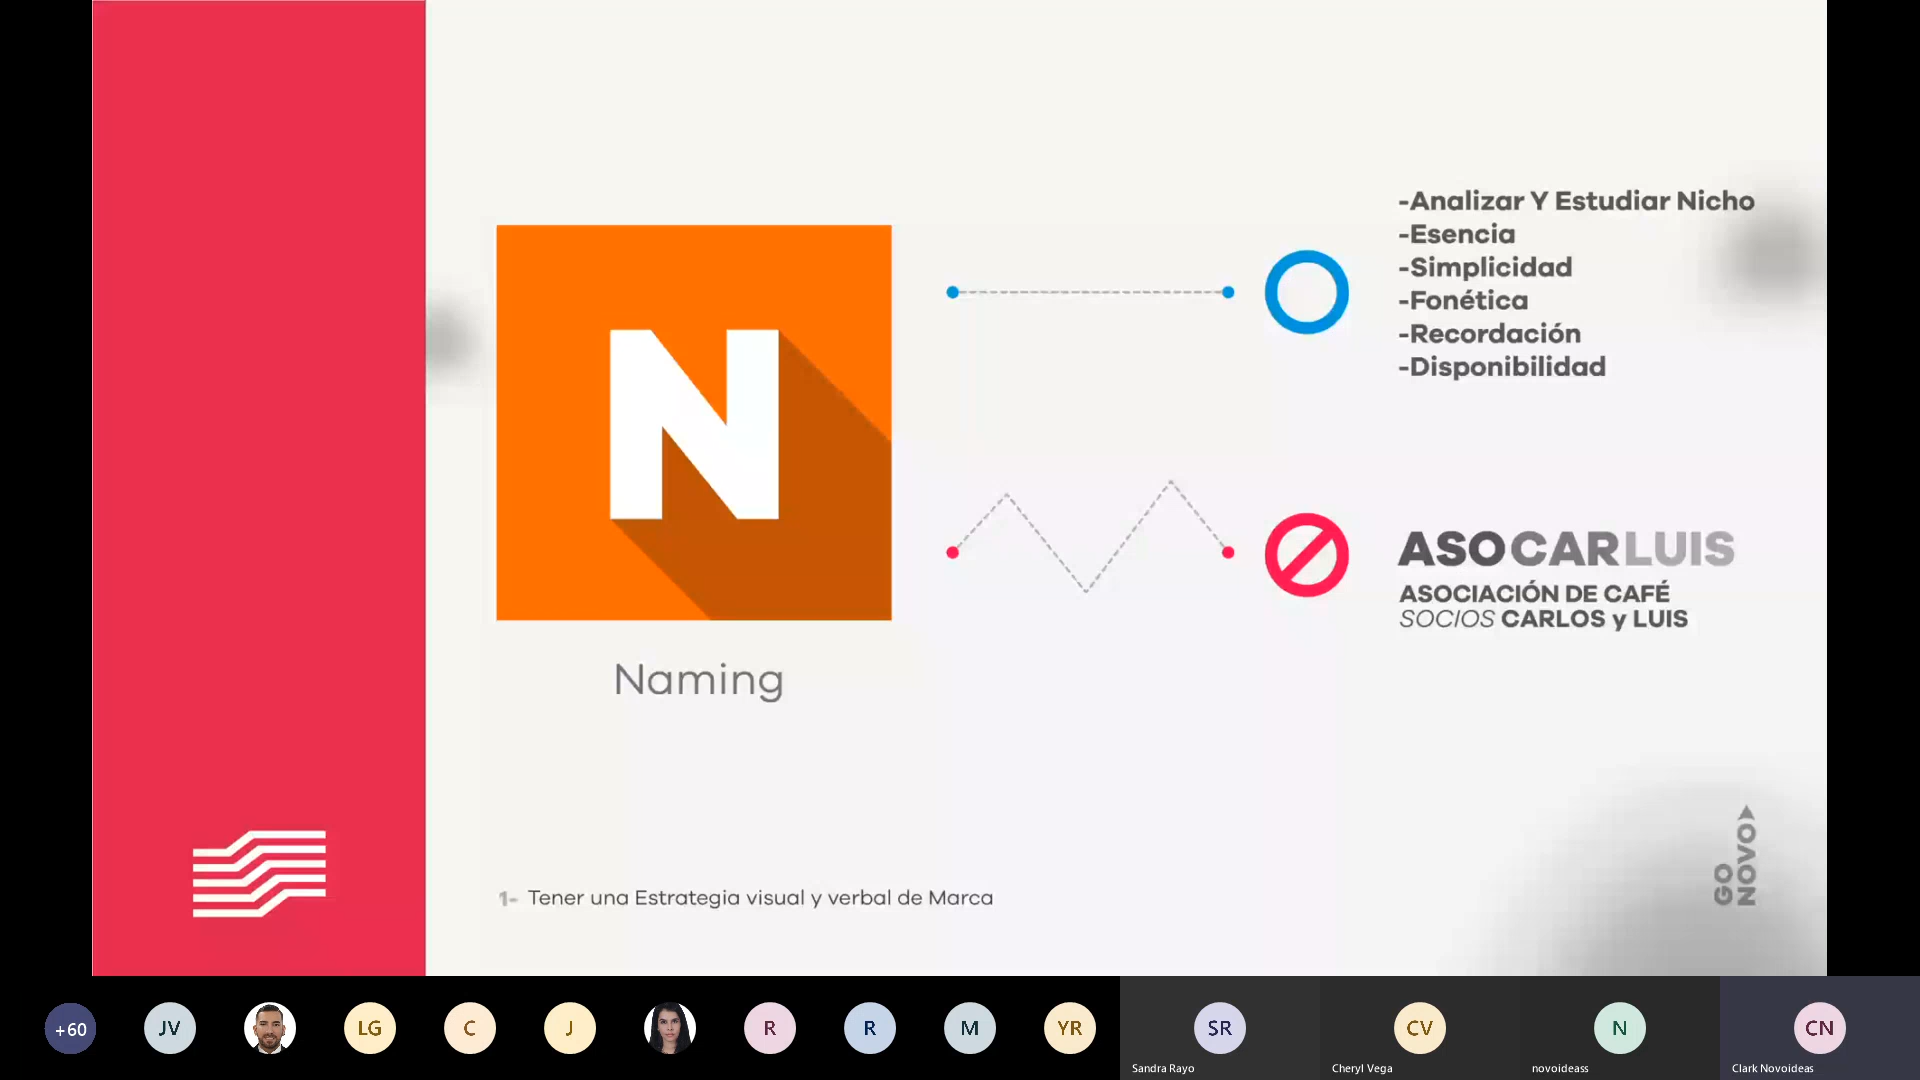 -Analizar Y Estudiar Nicho
-Esencia
-Simplicidad
-Fonética
-Recordación
-Disponibilidad
N
ASOCARLUIS
ASOCIACIÓN DE CAFÉ
SOCIOS CARLOS y LUIS
Naming
1- Tener una Estrategia visual y verbal de Marca
GO
NOVO
+60
JV
LG
C
J
R
R
M
YR
SR
Sandra Rayo
CV
Cheryl Vega
N
novoideass
CN
Clark Novoideas